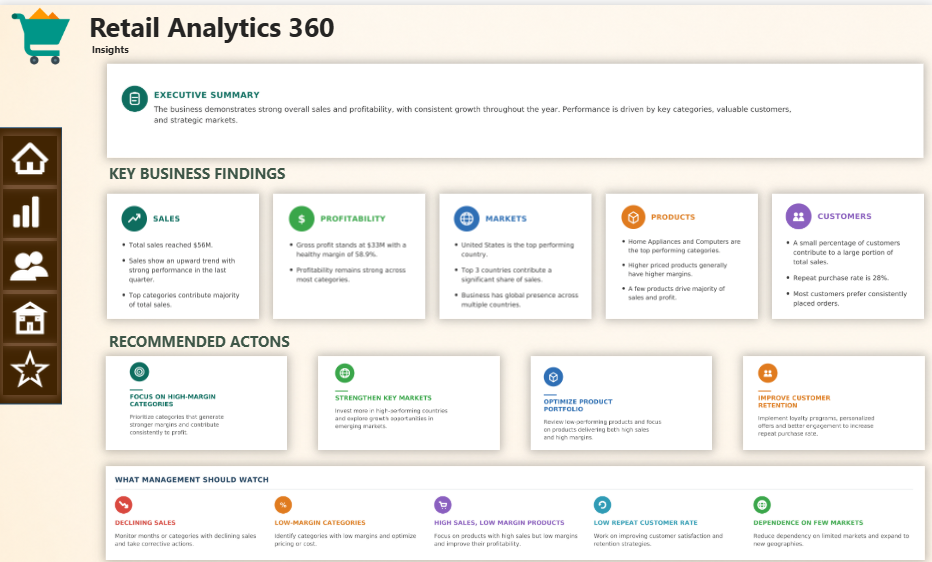 Retail Analytics 360
Insights
EXECUTIVE SUMMARY
The business demonstrates strong overall sales and profitability, with consistent growth throughout the year. Performance is driven by key categories, valuable customers,
and strategic markets.
KEY BUSINESS FINDINGS
SALES
• Total sales reached $56M.
• Sales show an upward trend with
strong performance in the last
quarter.
• Top categories contribute majority
of total sales.
$
PROFITABILITY
• Gross profit stands at $33M with a
healthy margin of 58.9%.
• Profitability remains strong across
most categories.
MARKETS
• United States is the top performing
country.
• Top 3 countries contribute a
significant share of sales.
• Business has global presence across
multiple countries.
PRODUCTS
• Home Appliances and Computers are
the top performing categories.
• Higher priced products generally
have higher margins.
• A few products drive majority of
sales and profit.
CUSTOMERS
• A small percentage of customers
contribute to a large portion of
total sales.
• Repeat purchase rate is 28%.
• Most customers prefer consistently
placed orders.
RECOMMENDED ACTONS
FOCUS ON HIGH-MARGIN
CATEGORIES
Prioritize categories that generate
stronger margins and contribute
consistently to profit.
STRENGTHEN KEY MARKETS
Invest more in high-performing countries
and explore growth opportunities in
emerging markets.
OPTIMIZE PRODUCT
PORTFOLIO
Review low-performing products and focus
on products delivering both high sales
and high margins.
IMPROVE CUSTOMER
RETENTION
Implement loyalty programs, personalized
offers and better engagement to increase
repeat purchase rate.
WHAT MANAGEMENT SHOULD WATCH
DECLINING SALES
Monitor months or categories with declining sales
and take corrective actions.
%
LOW-MARGIN CATEGORIES
Identify categories with low margins and optimize
pricing or cost.
HIGH SALES, LOW MARGIN PRODUCTS
Focus on products with high sales but low margins
and improve their profitability.
LOW REPEAT CUSTOMER RATE
Work on improving customer satisfaction and
retention strategies.
DEPENDENCE ON FEW MARKETS
Reduce dependency on limited markets and expand to
new geographies.